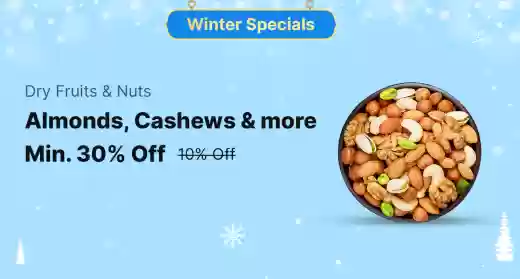 Winter Specials
Dry Fruits & Nuts
Almonds, Cashews & more
Min. 30% Off 10% Off